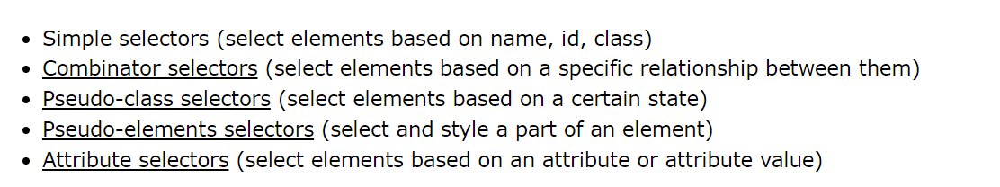 Simple selectors (select elements based on name, id, class)
Combinator selectors (select elements based on a specific relationship between them)
Pseudo-class selectors (select elements based on a certain state)
Pseudo-elements selectors (select and style a part of an element)
Attribute selectors (select elements based on an attribute or attribute value)